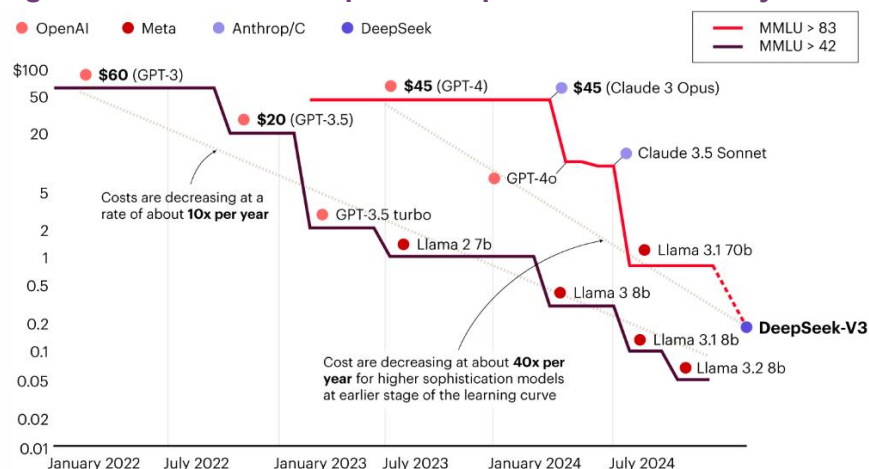 OpenAI
Meta
Anthrop/C
DeepSeek
MMLU > 83
MMLU > 42
$100
50
20
5
2
1
0.5
0.2
0.1
0.05
0.02
0.01
$60 (GPT-3)
$20 (GPT-3.5)
$45 (GPT-4)
$45 (Claude 3 Opus)
Claude 3.5 Sonnet
GPT-4o
Costs are decreasing at a
rate of about 10x per year
GPT-3.5 turbo
Llama 2 7b
Llama 3.1 70b
Llama 3 8b
DeepSeek-V3
Llama 3.1 8b
Llama 3.2 8b
Cost are decreasing at about 40x per
year for higher sophistication models
at earlier stage of the learning curve
January 2022
July 2022
January 2023
July 2023
January 2024
July 2024